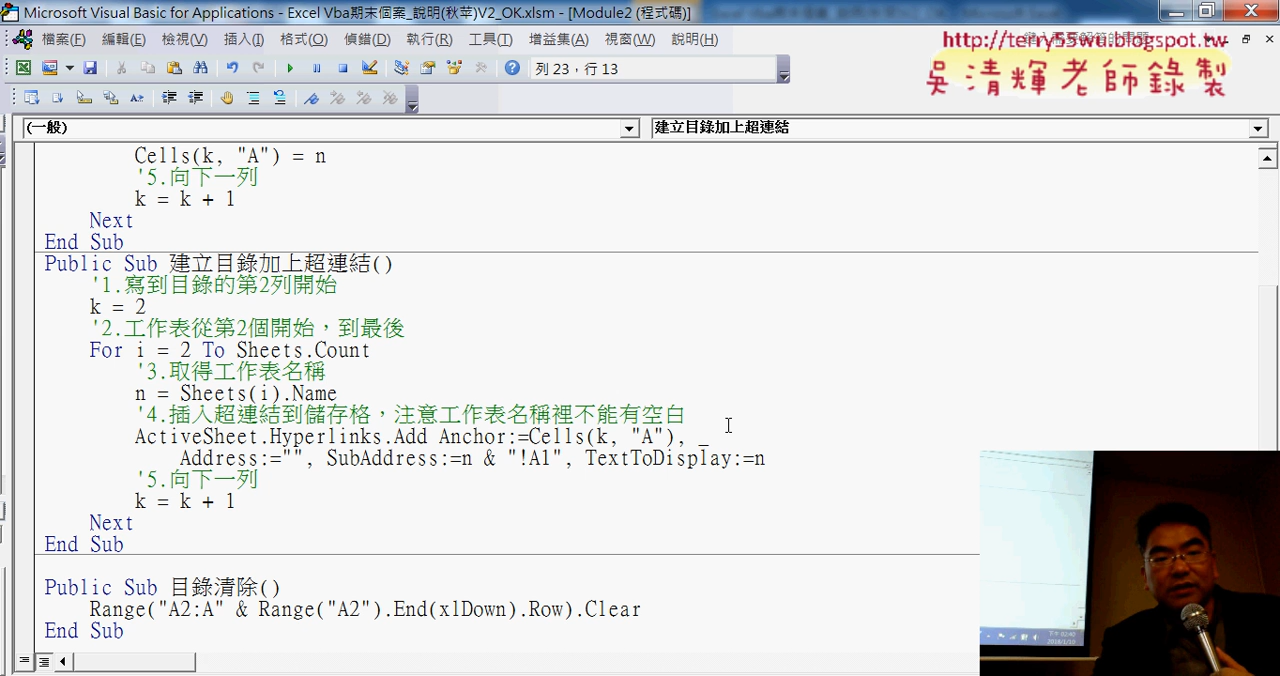 Microsoft Visual Basic for Applications - Excel Vba期末個案_說明(秋苹)V2_OK.xlsm - [Module2 (程式碼)]
檔案(F) 編輯(E) 檢視(V) 插入(I) 格式(O) 偵錯(D) 執行(R) 工具(T) 增益集(A) 視窗(W) 說明(H)
http://terry55wu.blogspot.tw
吳清輝老師錄製
列 23，行 13
(一般)
建立目錄加上超連結
Cells(k, "A") = n
'5.向下一列
k = k + 1
Next
End Sub
Public Sub 建立目錄加上超連結()
'1.寫到目錄的第2列開始
k = 2
'2.工作表從第2個開始，到最後
For i = 2 To Sheets.Count
'3.取得工作表名稱
n = Sheets(i).Name
'4.插入超連結到儲存格，注意工作表名稱裡不能有空白
ActiveSheet.Hyperlinks.Add Anchor:=Cells(k, "A"), _
Address:="", SubAddress:=n & "!A1", TextToDisplay:=n
'5.向下一列
k = k + 1
Next
End Sub
Public Sub 目錄清除()
Range("A2:A" & Range("A2").End(xlDown).Row).Clear
End Sub